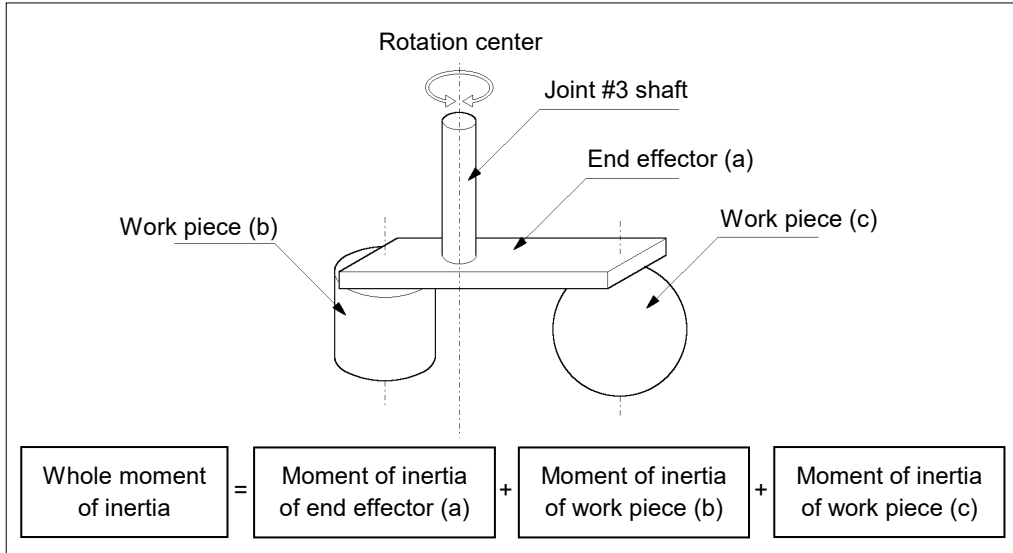 Rotation center
Joint #3 shaft
End effector (a)
Work piece (b)
Work piece (c)
Whole moment
of inertia
=
Moment of inertia
of end effector (a)
+
Moment of inertia
of work piece (b)
+
Moment of inertia
of work piece (c)